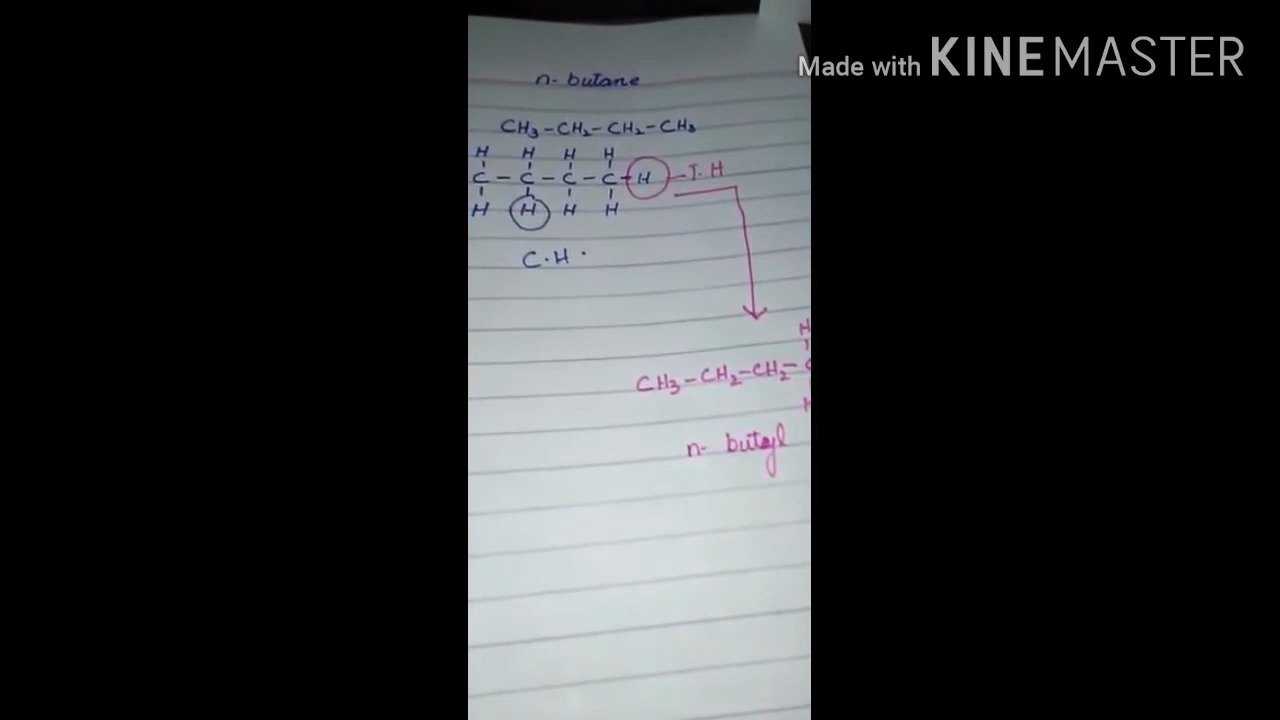 Made with KINEMASTER
n- butane
CH₃-CH₂-CH₂-CH₃
H H H H
C-C-C-C-H-I. H
H H H H
C.H.
H
CH₃-CH₂-CH₂-C
H
n- butyl